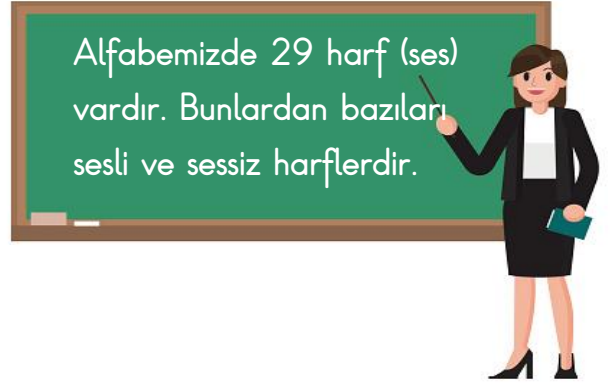 Alfabemizde 29 harf (ses)
vardır. Bunlardan bazıları
sesli ve sessiz harflerdir.